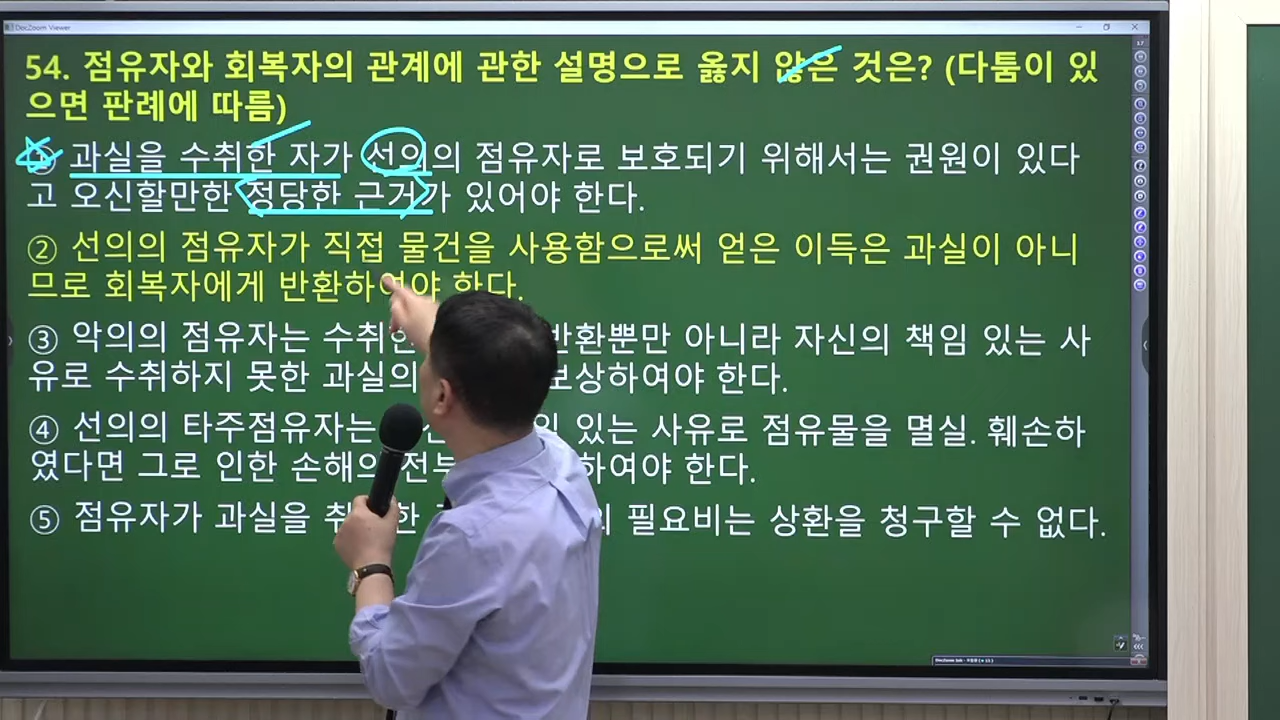 DocZoom Viewer
54. 점유자와 회복자의 관계에 관한 설명으로 옳지 않은 것은? (다툼이 있
으면 판례에 따름)
① 과실을 수취한 자가 선의의 점유자로 보호되기 위해서는 권원이 있다
고 오신할만한 정당한 근거가 있어야 한다.
② 선의의 점유자가 직접 물건을 사용함으로써 얻은 이득은 과실이 아니
므로 회복자에게 반환하여야 한다.
③ 악의의 점유자는 수취한 반환뿐만 아니라 자신의 책임 있는 사
유로 수취하지 못한 과실의 보상하여야 한다.
④ 선의의 타주점유자는 있는 사유로 점유물을 멸실. 훼손하
였다면 그로 인한 손해의 전부 하여야 한다.
⑤ 점유자가 과실을 취 한 의 필요비는 상환을 청구할 수 없다.